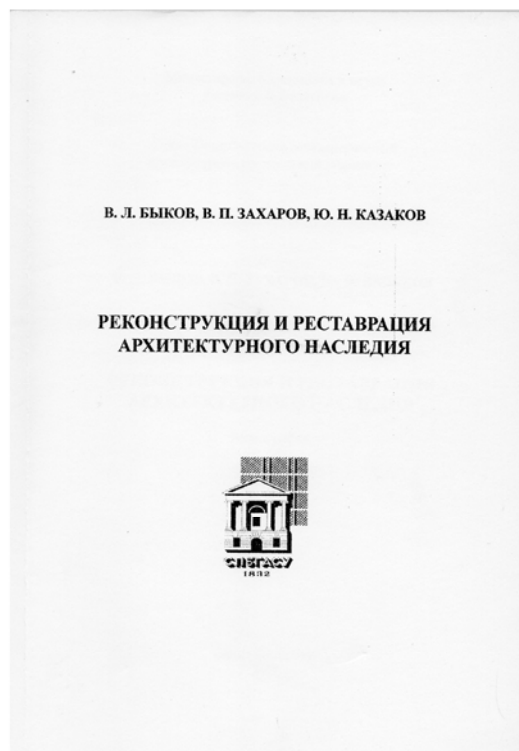 В. Л. БЫКОВ, В. П. ЗАХАРОВ, Ю. Н. КАЗАКОВ
РЕКОНСТРУКЦИЯ И РЕСТАВРАЦИЯ
АРХИТЕКТУРНОГО НАСЛЕДИЯ
СПБГАСУ
1832